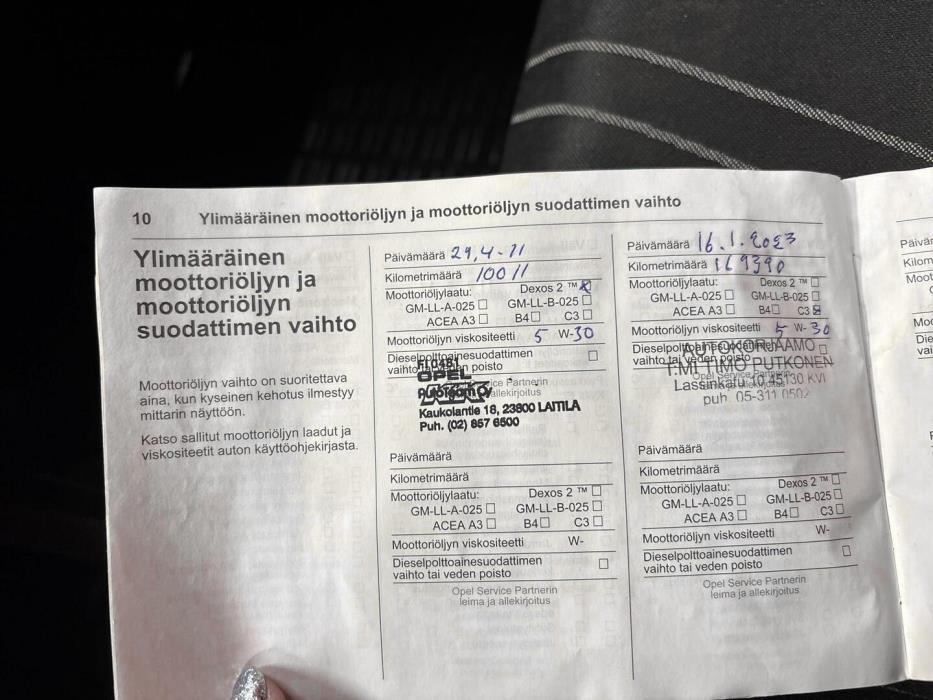 10 Ylimääräinen moottoriöljyn ja moottoriöljyn suodattimen vaihto
Ylimääräinen
moottoriöljyn ja
moottoriöljyn
suodattimen vaihto
Moottoriöljyn vaihto on suoritettava
aina, kun kyseinen kehotus ilmestyy
mittarin näyttöön.
Katso sallitut moottoriöljyn laadut ja
viskositeetit auton käyttöohjekirjasta.
Päivämäärä 29,4-11
Kilometrimäärä 10011
Moottoriöljylaatu: Dexos 2 ™ ☒
GM-LL-A-025 ☐ GM-LL-B-025 ☐
ACEA A3 ☐ B4 ☐ C3 ☐
Moottoriöljyn viskositeetti 5 W-30
Dieselpolttoainesuodattimen ☐
vaihto tai veden poisto
OPEL
Kaukolantie 18, 23800 LAITILA
Puh. (02) 857 6500
Päivämäärä
Kilometrimäärä
Moottoriöljylaatu: Dexos 2 ™ ☐
GM-LL-A-025 ☐ GM-LL-B-025 ☐
ACEA A3 ☐ B4 ☐ C3 ☐
Moottoriöljyn viskositeetti W-
Dieselpolttoainesuodattimen ☐
vaihto tai veden poisto
Opel Service Partnerin
leima ja allekirjoitus
Päivämäärä 16.1.2023
Kilometrimäärä 169390
Moottoriöljylaatu: Dexos 2 ™ ☐
GM-LL-A-025 ☐ GM-LL-B-025 ☐
ACEA A3 ☐ B4 ☐ C3 ☒
Moottoriöljyn viskositeetti 5 W-30
Dieselpolttoainesuodattimen ☐
vaihto tai veden poisto
AUTOKORJAAMO
T:MI TIMO PUTKONEN
Lassinkatu 10 45130 KVL
puh 05-311 0502
Päivämäärä
Kilometrimäärä
Moottoriöljylaatu: Dexos 2 ™ ☐
GM-LL-A-025 ☐ GM-LL-B-025 ☐
ACEA A3 ☐ B4 ☐ C3 ☐
Moottoriöljyn viskositeetti W-
Dieselpolttoainesuodattimen ☐
vaihto tai veden poisto
Opel Service Partnerin
leima ja allekirjoitus